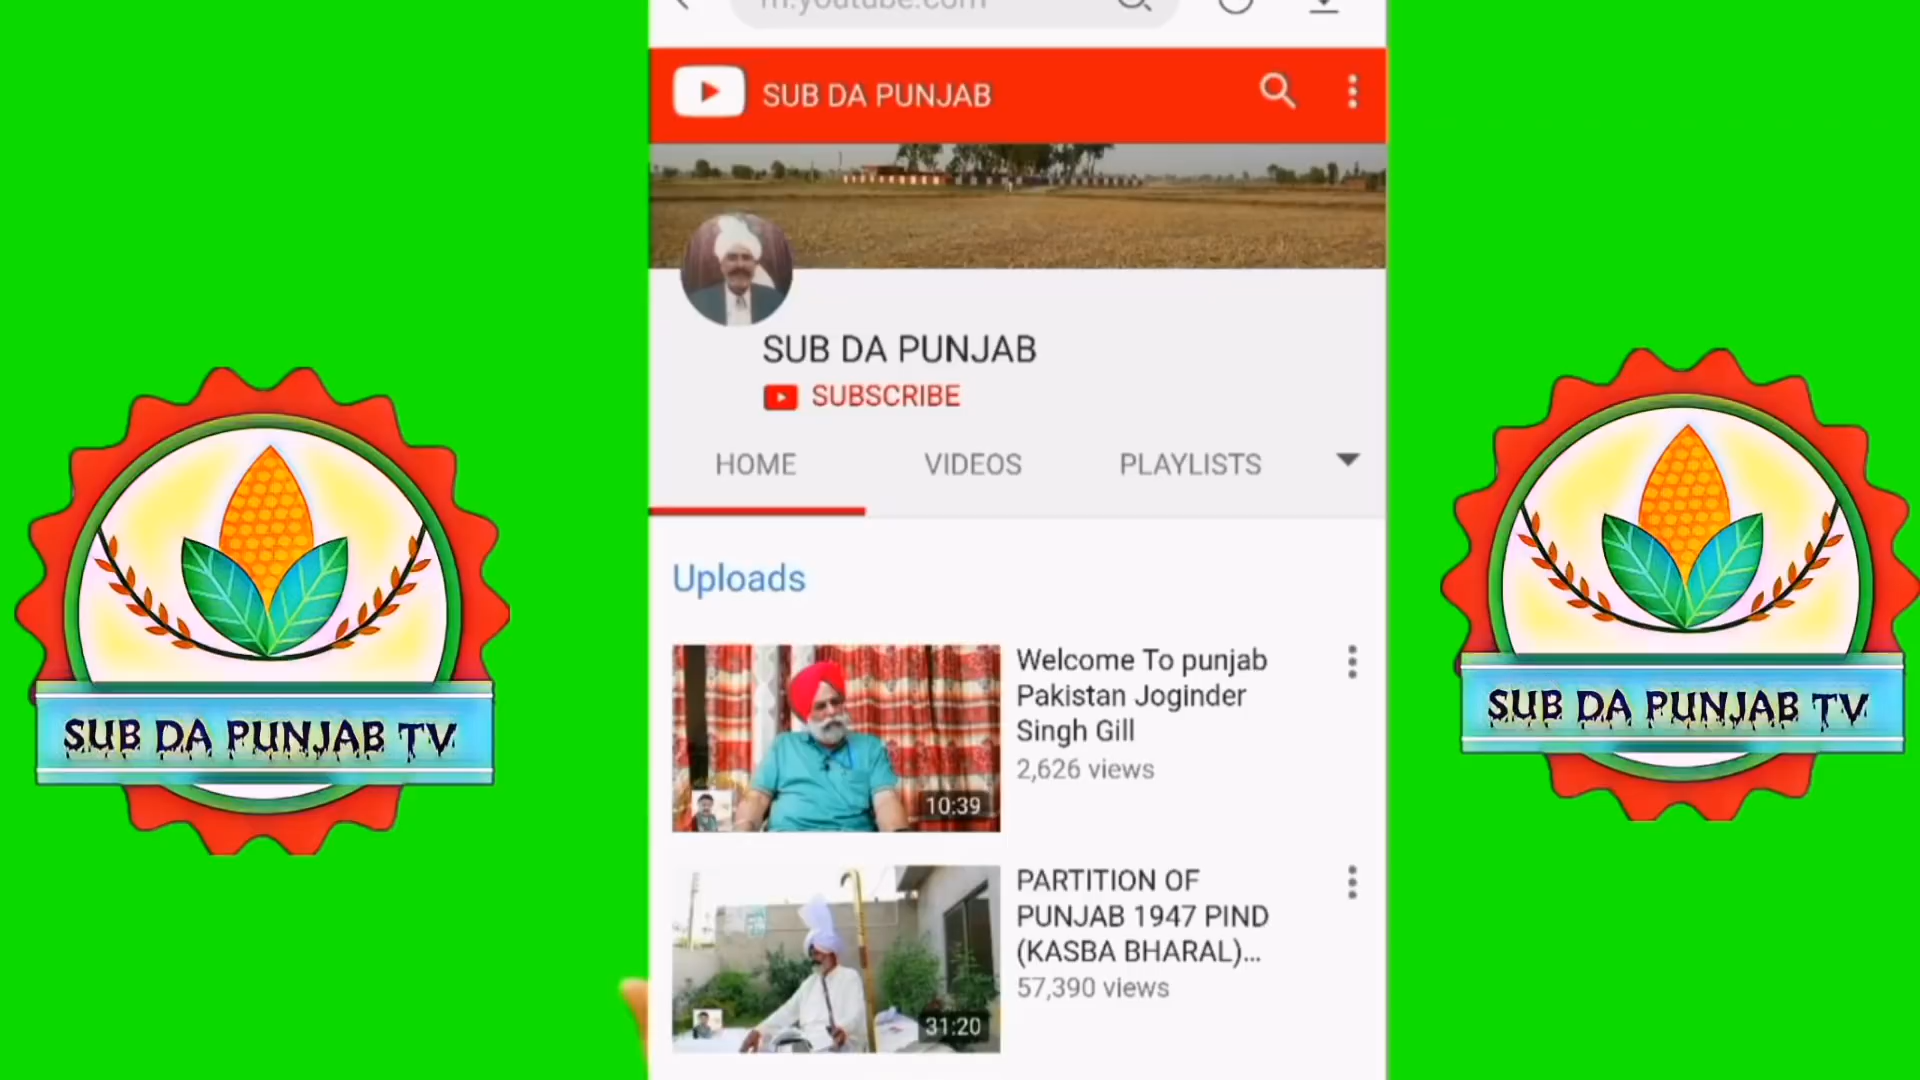 m.youtube.com
SUB DA PUNJAB
SUB DA PUNJAB
SUBSCRIBE
HOME VIDEOS PLAYLISTS
Uploads
Welcome To punjab
Pakistan Joginder
Singh Gill
2,626 views
10:39
PARTITION OF
PUNJAB 1947 PIND
(KASBA BHARAL)...
57,390 views
31:20
SUB DA PUNJAB TV
SUB DA PUNJAB TV